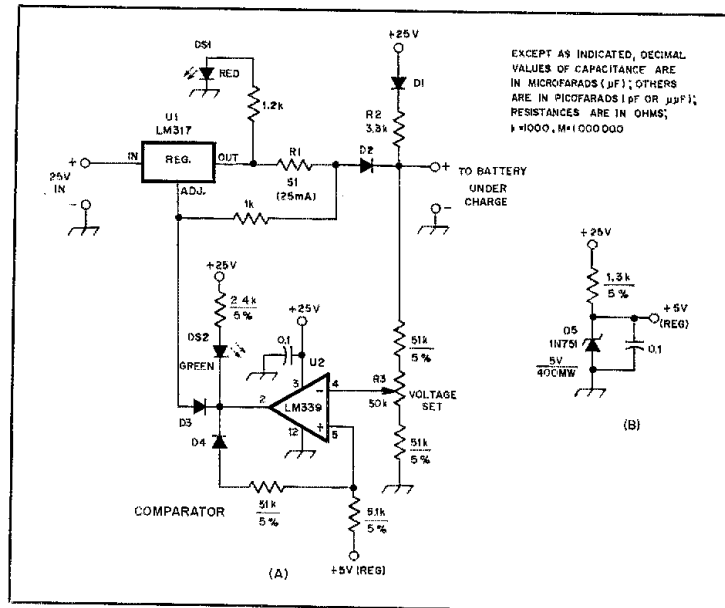 DS1
RED
1.2k
U1
LM317
IN
REG.
OUT
ADJ.
+
25V
IN
-
R1
51
(25mA)
1k
+25V
D1
R2
D2
+
TO BATTERY
UNDER
CHARGE
-
EXCEPT AS INDICATED, DECIMAL
VALUES OF CAPACITANCE ARE
IN MICROFARADS (μF); OTHERS
ARE IN PICOFARADS (pF OR μμF);
RESISTANCES ARE IN OHMS;
k=1000, M=1000000
+25V
2.4k
5%
DS2
GREEN
+25V
0.1
U2
3
2
LM339
-
4
+
5
12
D3
D4
51k
5%
R3
50k
VOLTAGE
SET
51k
5%
51k
5%
COMPARATOR
5%
+5V (REG)
(A)
+25V
1.3k
5%
+5V
(REG)
D5
1N751
5V
400MW
0.1
(B)